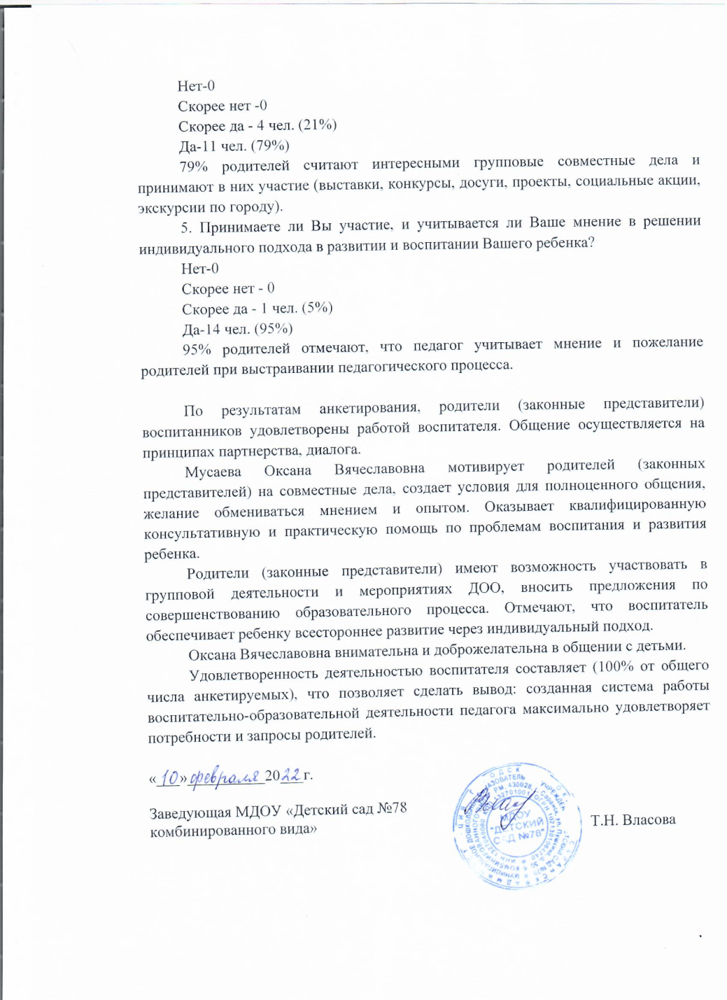 Нет-0
Скорее нет -0
Скорее да - 4 чел. (21%)
Да-11 чел. (79%)
79% родителей считают интересными групповые совместные дела и
принимают в них участие (выставки, конкурсы, досуги, проекты, социальные акции,
экскурсии по городу).
5. Принимаете ли Вы участие, и учитывается ли Ваше мнение в решении
индивидуального подхода в развитии и воспитании Вашего ребенка?
Нет-0
Скорее нет - 0
Скорее да - 1 чел. (5%)
Да-14 чел. (95%)
95% родителей отмечают, что педагог учитывает мнение и пожелание
родителей при выстраивании педагогического процесса.
По результатам анкетирования, родители (законные представители)
воспитанников удовлетворены работой воспитателя. Общение осуществляется на
принципах партнерства, диалога.
Мусаева Оксана Вячеславовна мотивирует родителей (законных
представителей) на совместные дела, создает условия для полноценного общения,
желание обмениваться мнением и опытом. Оказывает квалифицированную
консультативную и практическую помощь по проблемам воспитания и развития
ребенка.
Родители (законные представители) имеют возможность участвовать в
групповой деятельности и мероприятиях ДОО, вносить предложения по
совершенствованию образовательного процесса. Отмечают, что воспитатель
обеспечивает ребенку всестороннее развитие через индивидуальный подход.
Оксана Вячеславовна внимательна и доброжелательна в общении с детьми.
Удовлетворенность деятельностью воспитателя составляет (100% от общего
числа анкетируемых), что позволяет сделать вывод: созданная система работы
воспитательно-образовательной деятельности педагога максимально удовлетворяет
потребности и запросы родителей.
«10» февраля 2022 г.
Заведующая МДОУ «Детский сад №78
комбинированного вида»
Т.Н. Власова
МДОУ
"ДЕТСКИЙ
САД №78"